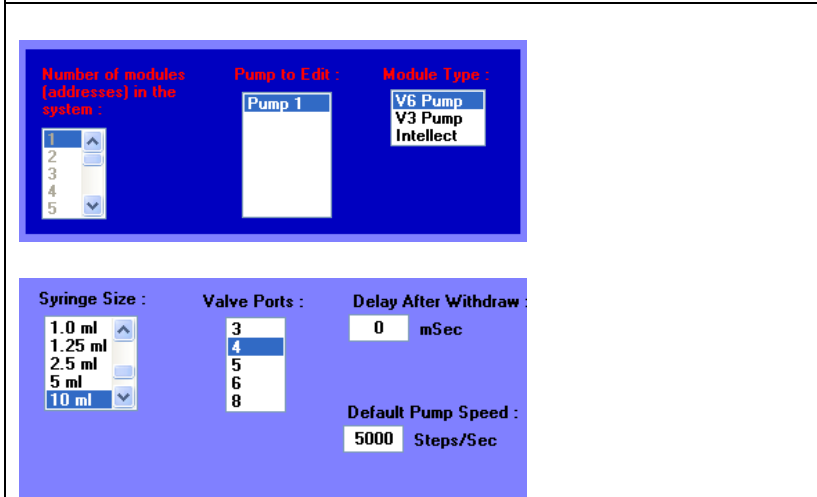 Number of modules
(addresses) in the
system :
1
2
3
4
5
Pump to Edit :
Pump 1
Module Type :
V6 Pump
V3 Pump
Intellect
Syringe Size :
1.0 ml
1.25 ml
2.5 ml
5 ml
10 ml
Valve Ports :
3
4
5
6
8
Delay After Withdraw :
0 mSec
Default Pump Speed :
5000 Steps/Sec